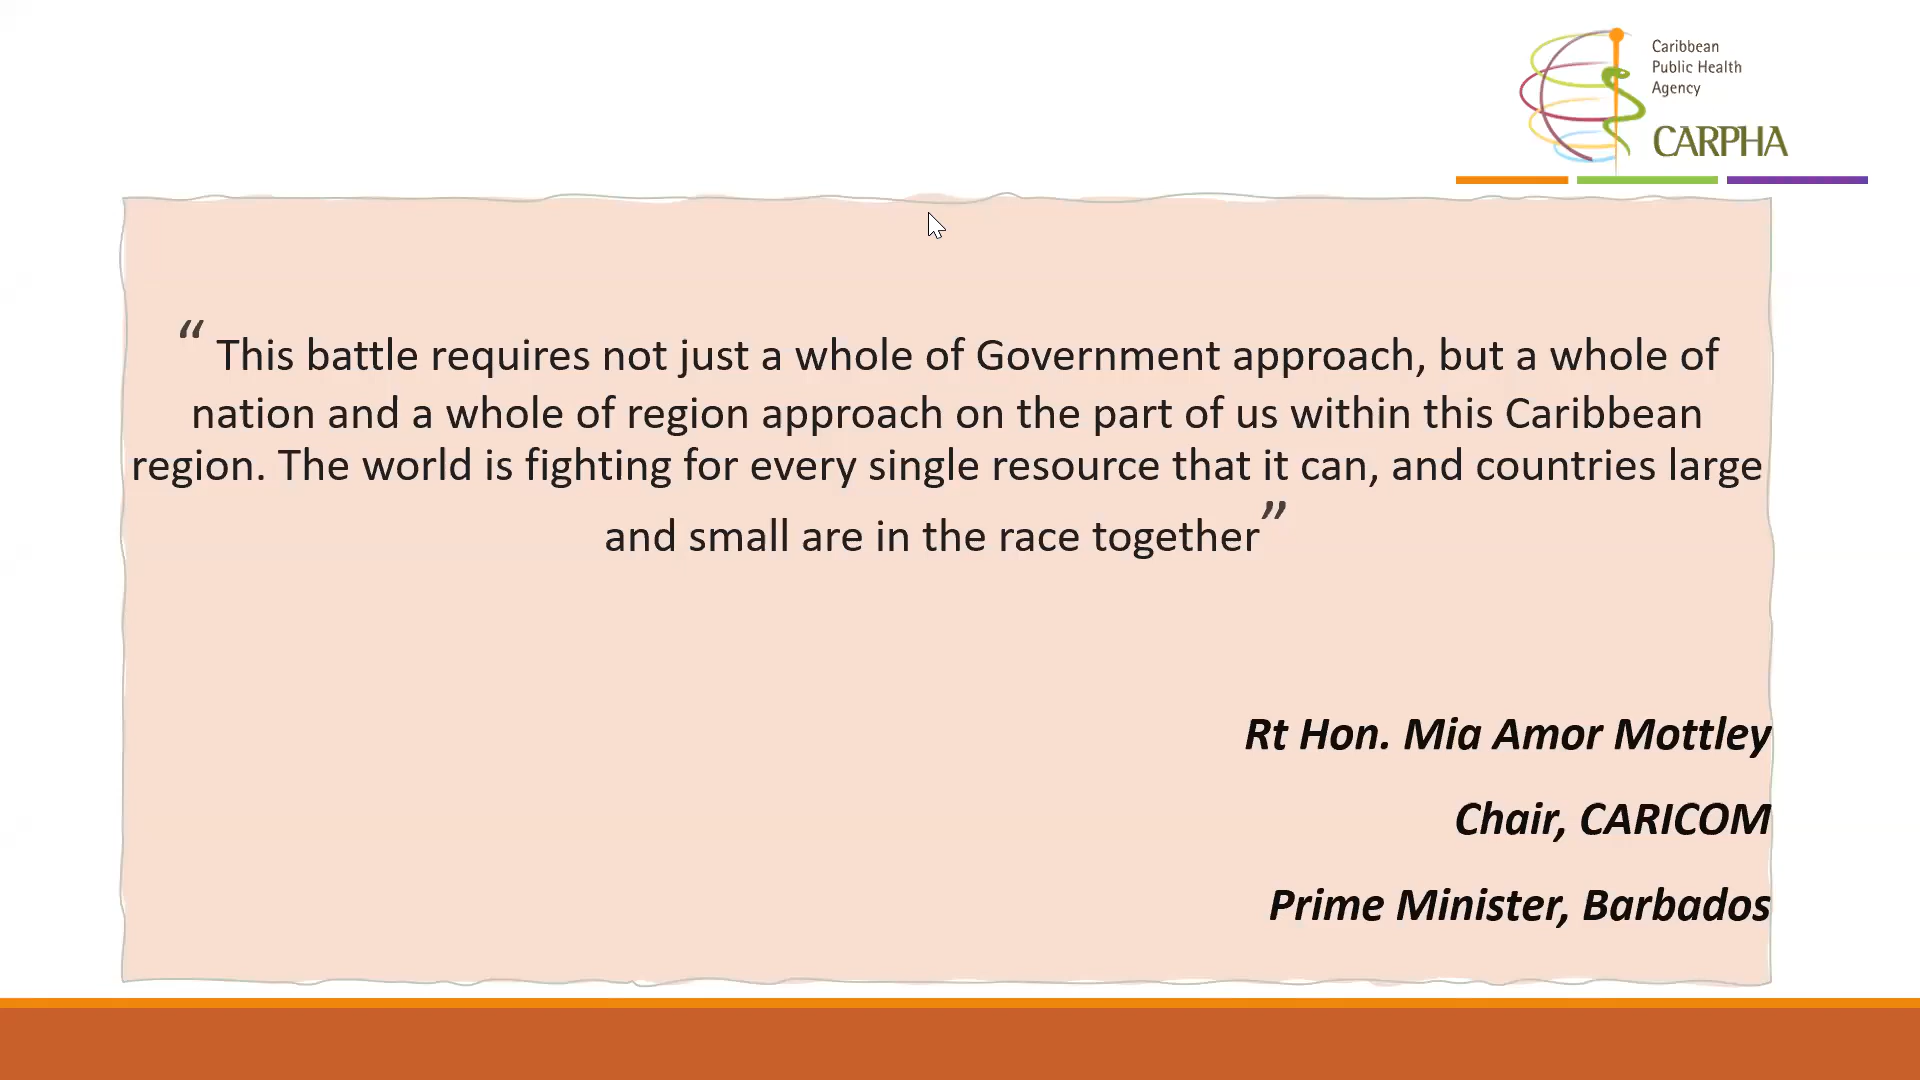 Caribbean
Public Health
Agency
CARPHA
“ This battle requires not just a whole of Government approach, but a whole of
nation and a whole of region approach on the part of us within this Caribbean
region. The world is fighting for every single resource that it can, and countries large
and small are in the race together”
Rt Hon. Mia Amor Mottley
Chair, CARICOM
Prime Minister, Barbados